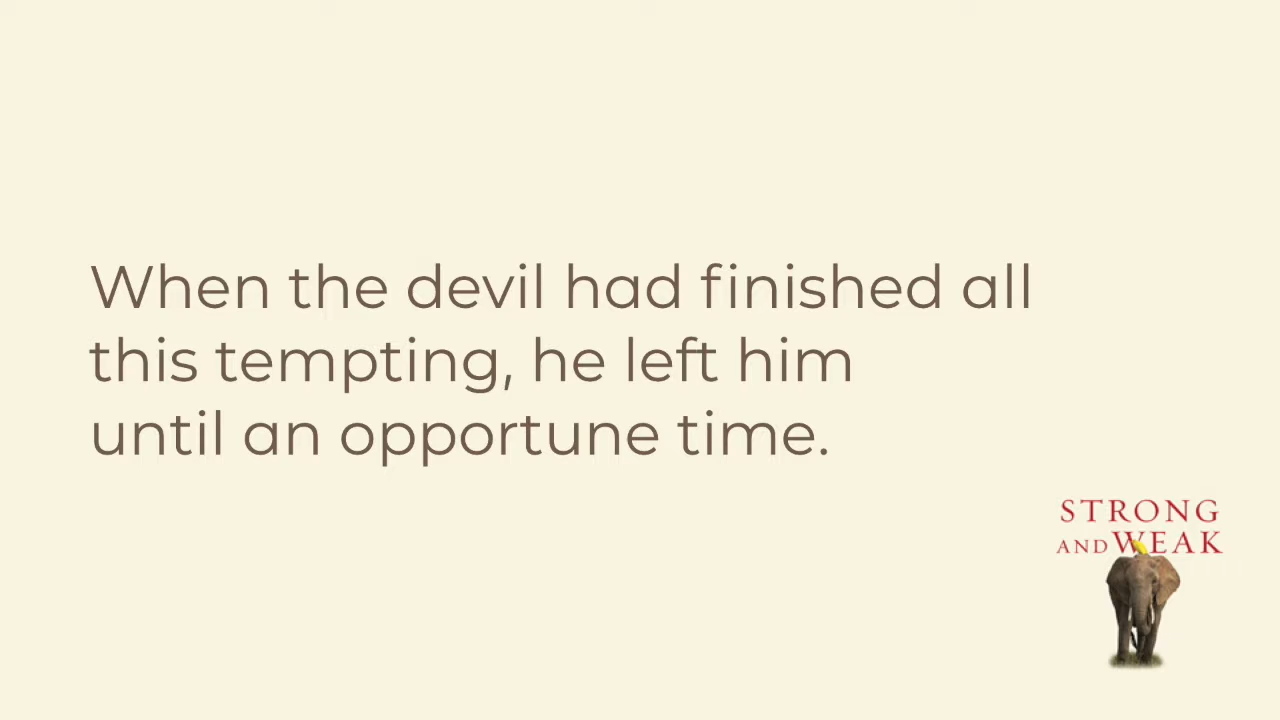 When the devil had finished all
this tempting, he left him
until an opportune time.
STRONG
AND WEAK